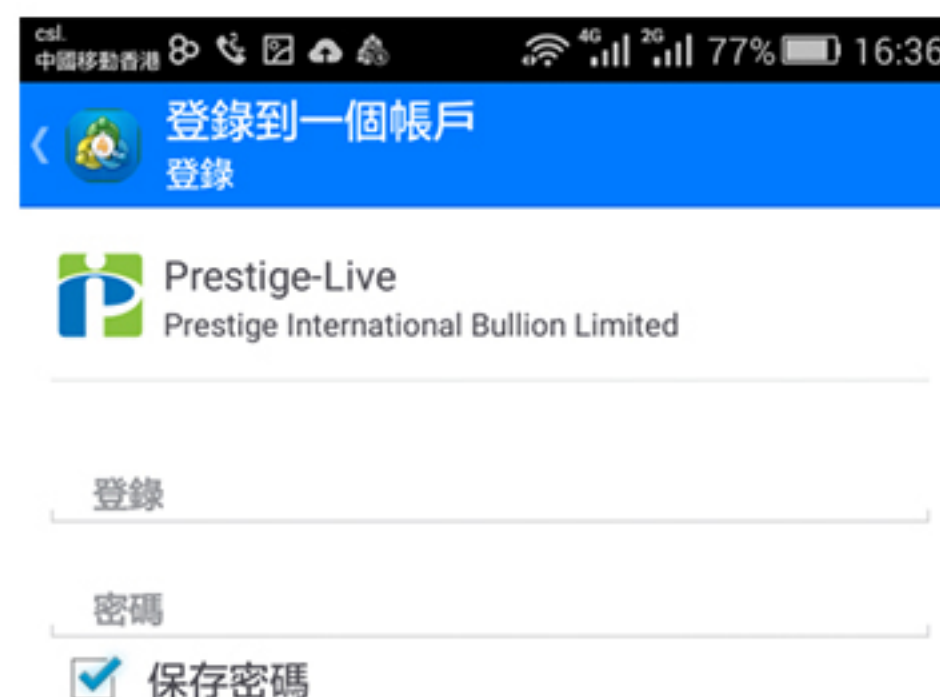 csl.
中國移動香港 4G 2G 77% 16:36
登錄到一個帳戶
登錄
Prestige-Live
Prestige International Bullion Limited
登錄
密碼
保存密碼